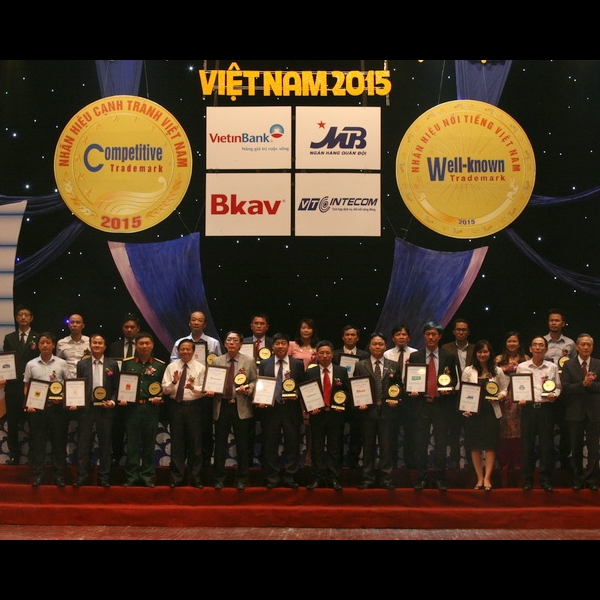 VIỆT NAM 2015
NHÃN HIỆU CẠNH TRANH VIỆT NAM
Competitive
Trademark
2015
VietinBank
Nâng giá trị cuộc sống
MB
NGÂN HÀNG QUÂN ĐỘI
Bkav
VTC INTECOM
NHÃN HIỆU NỔI TIẾNG VIỆT NAM
Well-known
Trademark
2015